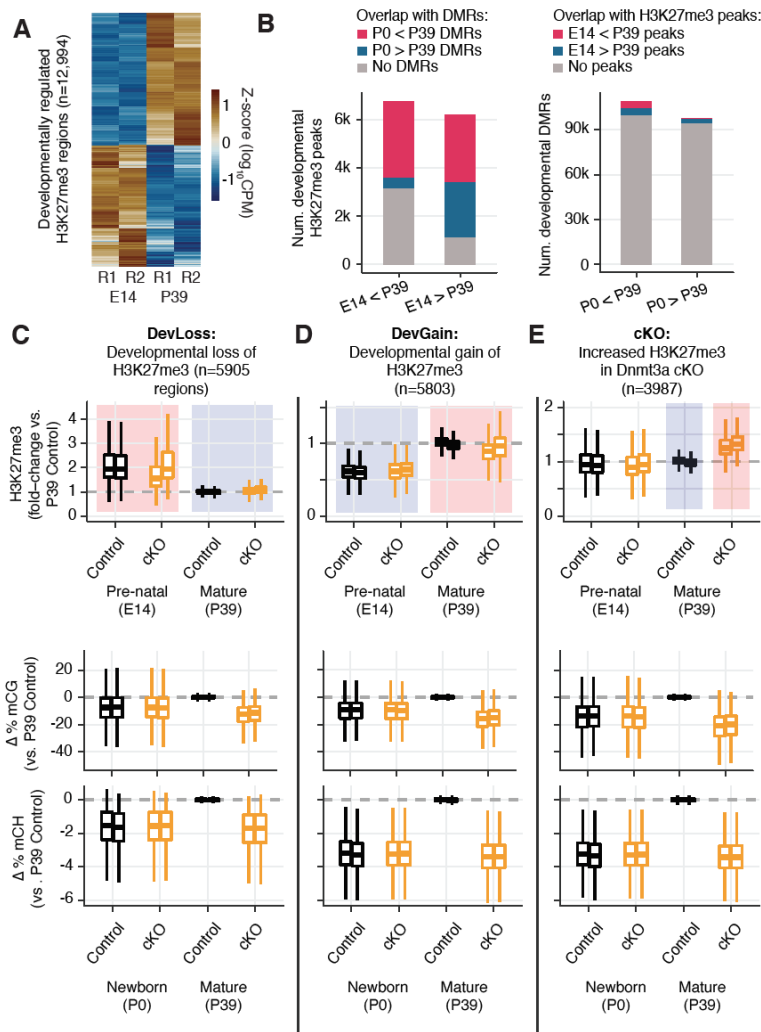 A
Developmentally regulated
H3K27me3 regions (n=12,994)
R1 R2 R1 R2
E14 P39
1
0
−1
Z-score (log10CPM)
B
Overlap with DMRs:
P0 < P39 DMRs
P0 > P39 DMRs
No DMRs
Num. developmental
H3K27me3 peaks
6k
4k
2k
0
E14 < P39
E14 > P39
Overlap with H3K27me3 peaks:
E14 < P39 peaks
E14 > P39 peaks
No peaks
Num. developmental DMRs
90k
60k
30k
0
P0 < P39
P0 > P39
C
DevLoss:
Developmental loss of
H3K27me3 (n=5905
regions)
H3K27me3
(fold−change vs.
P39 Control)
4
3
2
1
0
Control
cKO
Control
cKO
Pre-natal
(E14)
Mature
(P39)
Δ % mCG
(vs. P39 Control)
20
0
−20
−40
Δ % mCH
(vs. P39 Control)
0
−2
−4
−6
Control
cKO
Control
cKO
Newborn
(P0)
Mature
(P39)
D
DevGain:
Developmental gain of
H3K27me3
(n=5803)
1
0
Control
cKO
Control
cKO
Pre-natal
(E14)
Mature
(P39)
Control
cKO
Control
cKO
Newborn
(P0)
Mature
(P39)
E
cKO:
Increased H3K27me3
in Dnmt3a cKO
(n=3987)
2
1
0
Control
cKO
Control
cKO
Pre-natal
(E14)
Mature
(P39)
Control
cKO
Control
cKO
Newborn
(P0)
Mature
(P39)